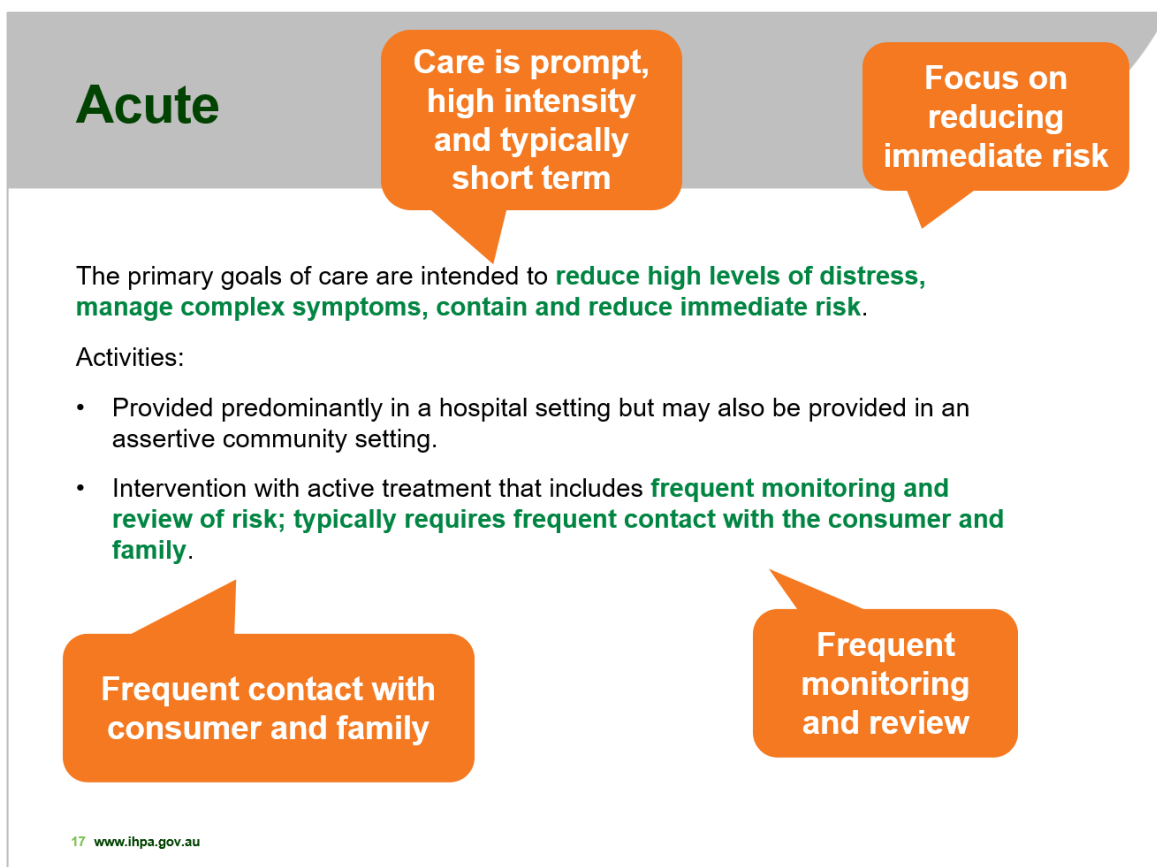 Acute
Care is prompt,
high intensity
and typically
short term
Focus on
reducing
immediate risk
The primary goals of care are intended to reduce high levels of distress,
manage complex symptoms, contain and reduce immediate risk.
Activities:
• Provided predominantly in a hospital setting but may also be provided in an
assertive community setting.
• Intervention with active treatment that includes frequent monitoring and
review of risk; typically requires frequent contact with the consumer and
family.
Frequent contact with
consumer and family
Frequent
monitoring
and review
17 www.ihpa.gov.au